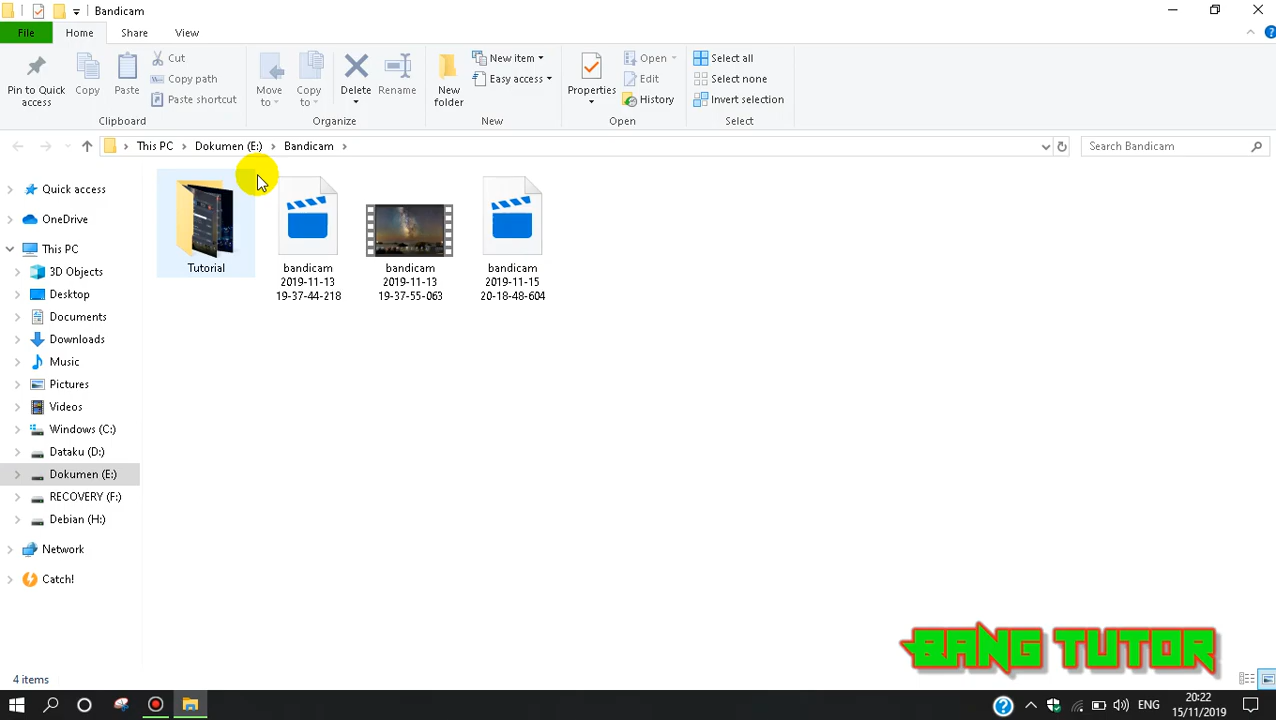 Bandicam
File Home Share View
Pin to Quick access
Copy
Paste
Cut
Copy path
Paste shortcut
Clipboard
Move to
Copy to
Delete
Rename
Organize
New folder
New item
Easy access
New
Properties
Open
Edit
History
Open
Select all
Select none
Invert selection
Select
This PC Dokumen (E:) Bandicam
Search Bandicam
Quick access
OneDrive
This PC
3D Objects
Desktop
Documents
Downloads
Music
Pictures
Videos
Windows (C:)
Dataku (D:)
Dokumen (E:)
RECOVERY (F:)
Debian (H:)
Network
Catch!
Tutorial
bandicam
2019-11-13
19-37-44-218
bandicam
2019-11-13
19-37-55-063
bandicam
2019-11-15
20-18-48-604
BANG TUTOR
4 items
ENG
20:22
15/11/2019